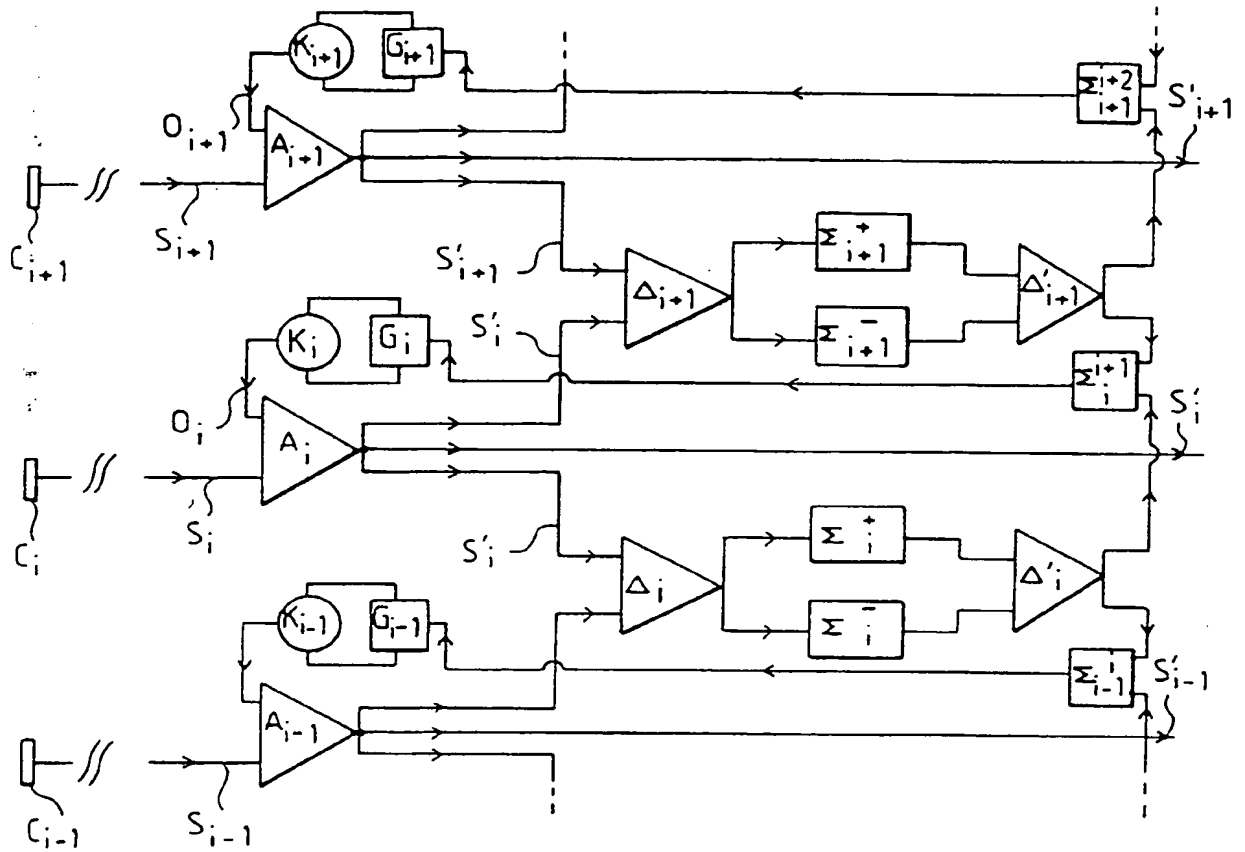 K i+1
G i+1
Σ i+2 i+1
S' i+1
O i+1
A i+1
S i+1
C i+1
S' i+1
Σ + i+1
Δ i+1
Δ' i+1
Σ - i+1
S' i
K i
G i
Σ i+1 i
S' i
O i
A i
S i
C i
S' i
Σ + i
Δ i
Δ' i
Σ - i
K i-1
G i-1
Σ i i-1
S' i-1
A i-1
S i-1
C i-1